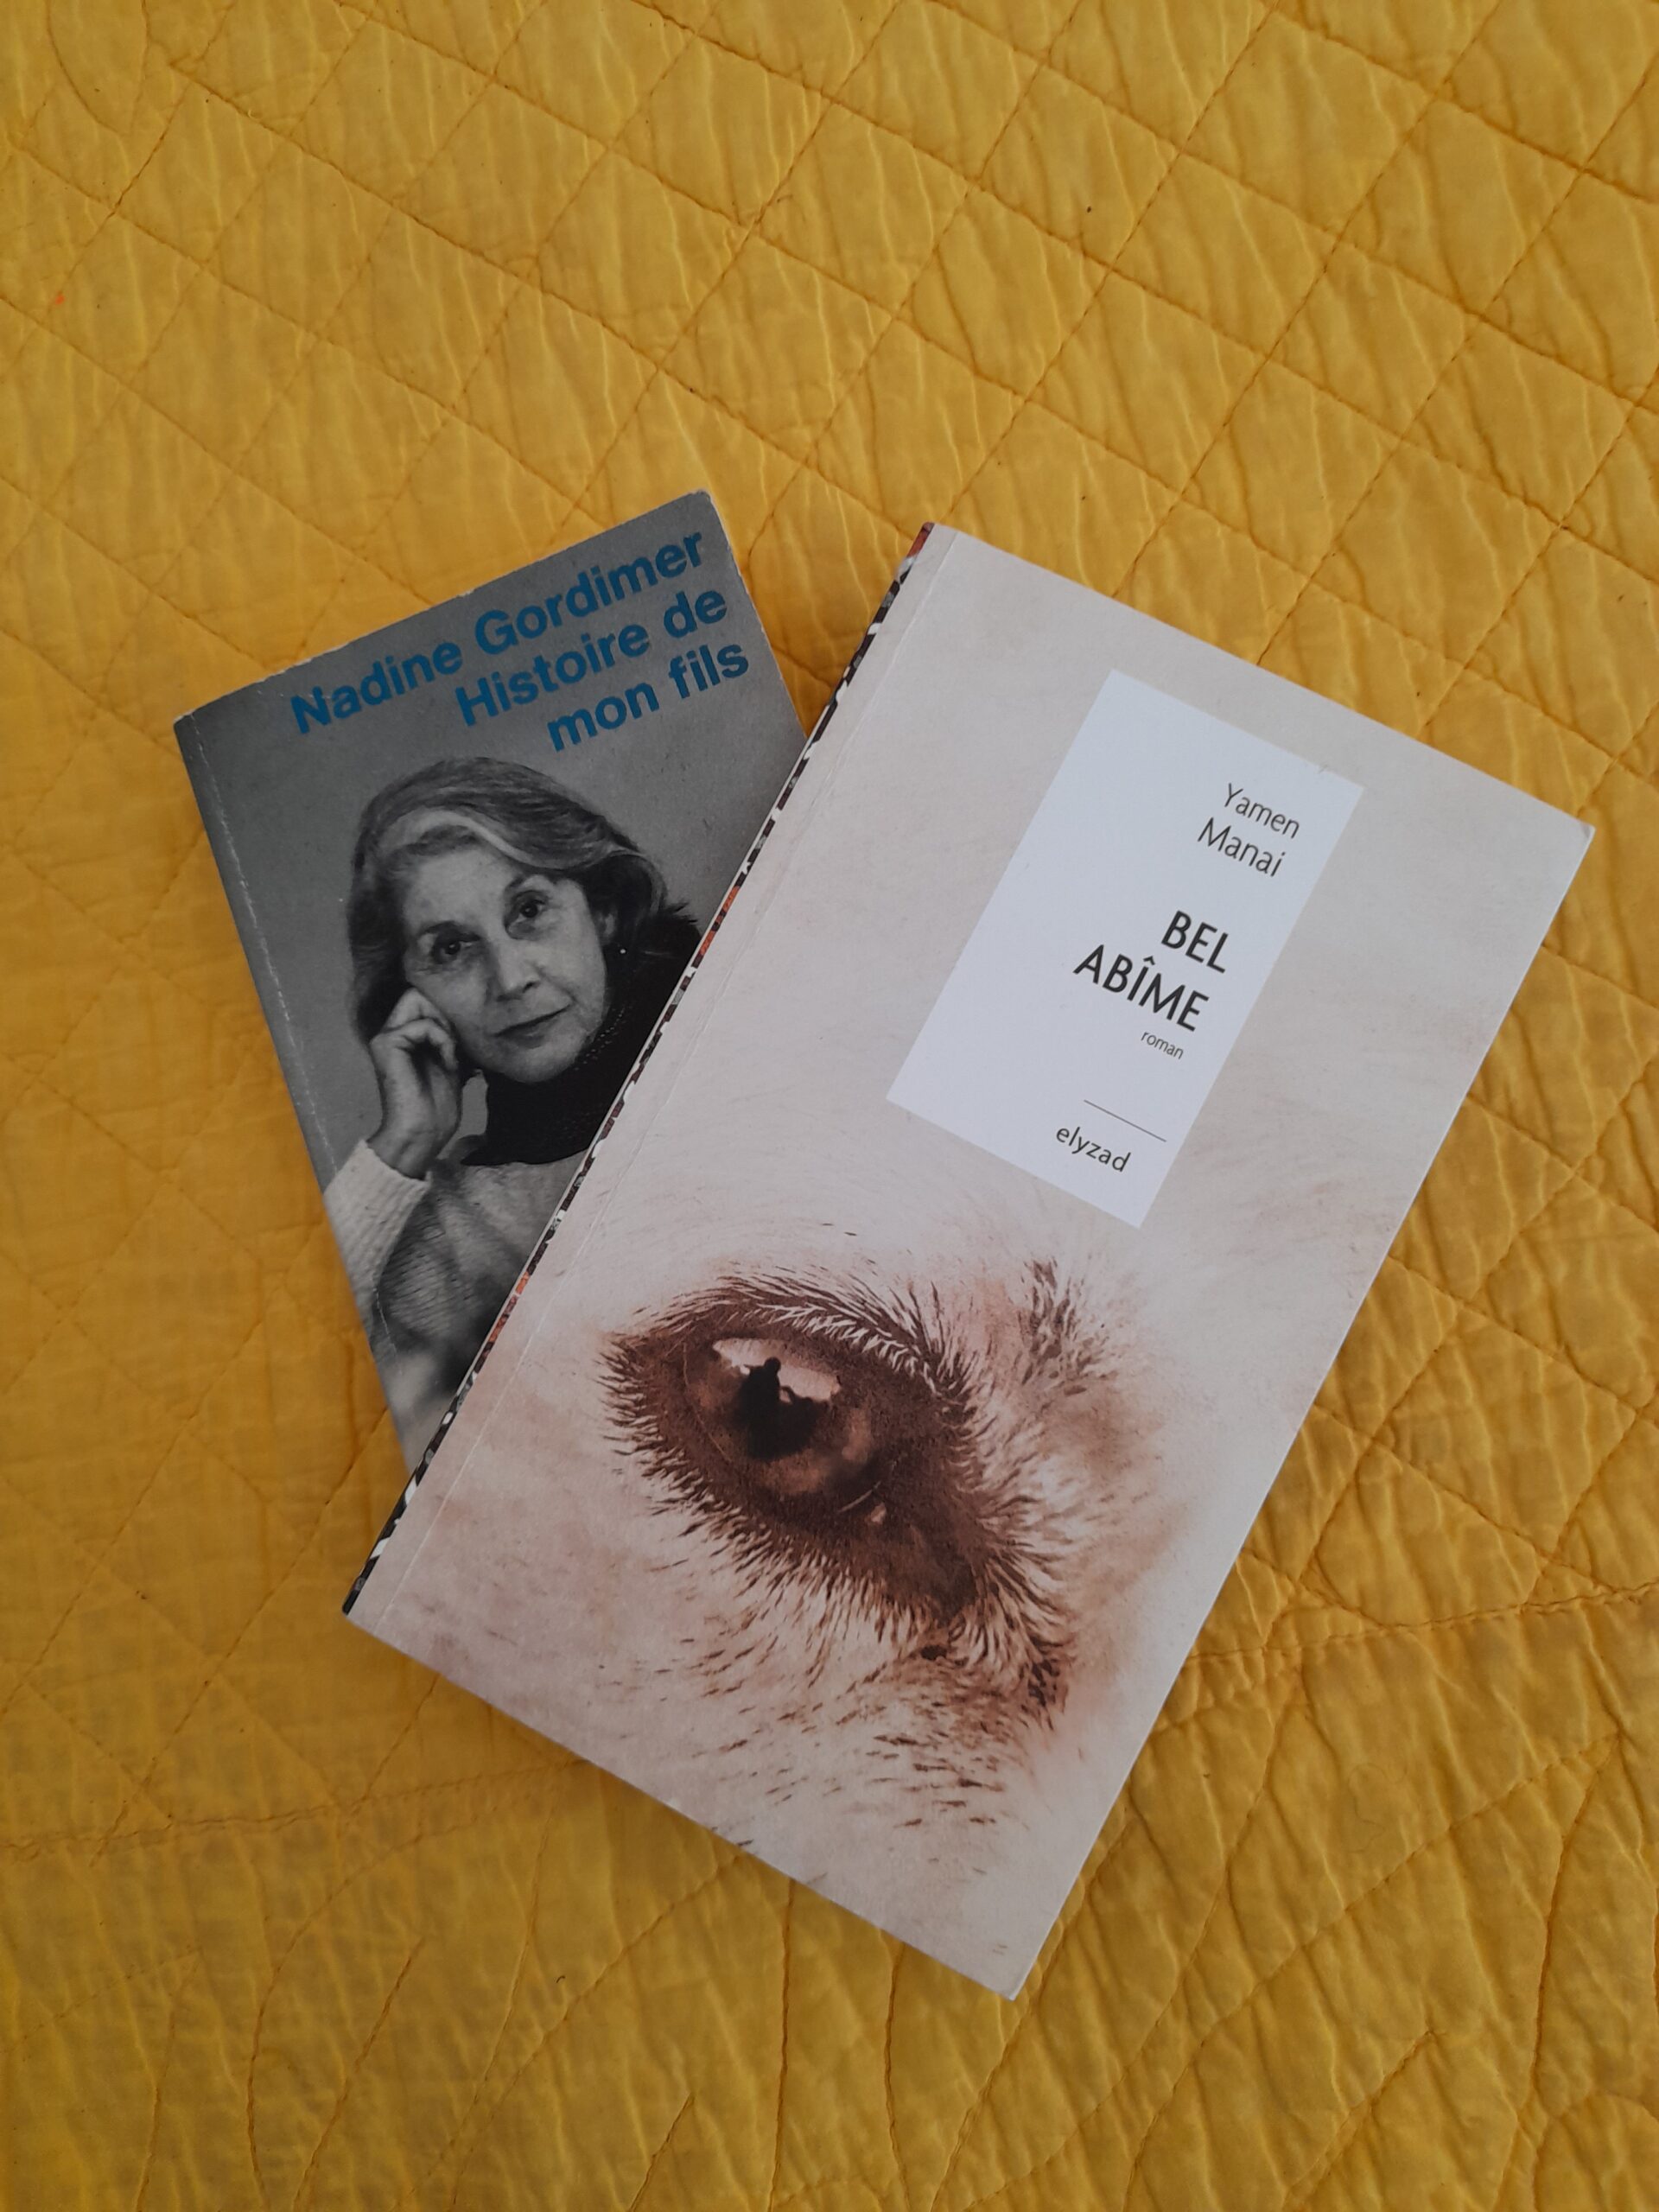 Nadine Gordimer
Histoire de
mon fils
Yamen
Manai
BEL
ABÎME
roman
elyzad